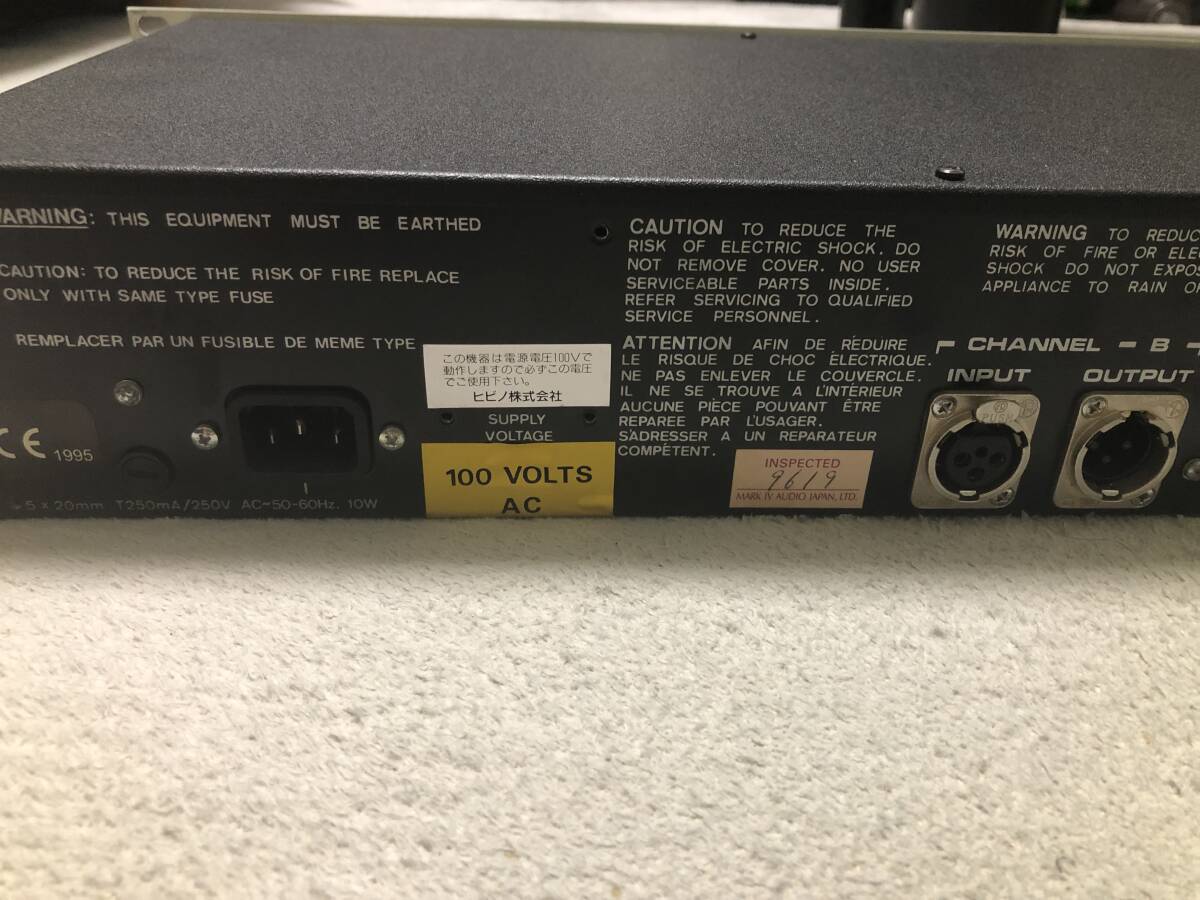 WARNING: THIS EQUIPMENT MUST BE EARTHED
CAUTION: TO REDUCE THE RISK OF FIRE REPLACE
ONLY WITH SAME TYPE FUSE
REMPLACER PAR UN FUSIBLE DE MEME TYPE
CE 1995
5 x 20mm T250mA/250V AC~50-60Hz. 10W
この機器は電源電圧100Vで
動作しますので必ずこの電圧
でご使用下さい。
ヒビノ株式会社
SUPPLY
VOLTAGE
100 VOLTS
AC
CAUTION TO REDUCE THE
RISK OF ELECTRIC SHOCK. DO
NOT REMOVE COVER. NO USER
SERVICEABLE PARTS INSIDE.
REFER SERVICING TO QUALIFIED
SERVICE PERSONNEL.
ATTENTION AFIN DE RÉDUIRE
LE RISQUE DE CHOC ÉLECTRIQUE.
NE PAS ENLEVER LE COUVERCLE.
IL NE SE TROUVE A L'INTÉRIEUR
AUCUNE PIÈCE POUVANT ÊTRE
REPAREE PAR L'USAGER.
S'ADRESSER A UN REPARATEUR
COMPÉTENT.
INSPECTED
9619
MARK IV AUDIO JAPAN, LTD.
WARNING TO REDUC
RISK OF FIRE OR ELE
SHOCK DO NOT EXPOS
APPLIANCE TO RAIN OR
CHANNEL - B
INPUT
OUTPUT
PUSH